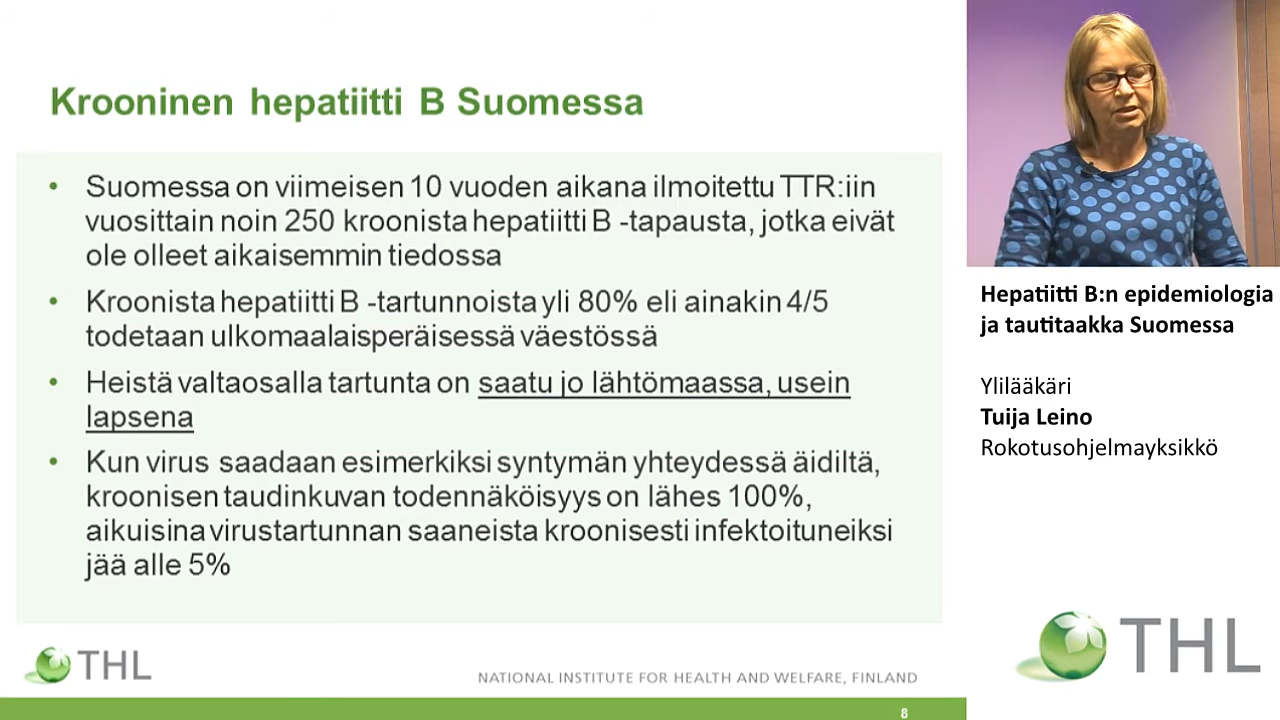 Krooninen hepatiitti B Suomessa
• Suomessa on viimeisen 10 vuoden aikana ilmoitettu TTR:iin
vuosittain noin 250 kroonista hepatiitti B -tapausta, jotka eivät
ole olleet aikaisemmin tiedossa
• Kroonista hepatiitti B -tartunnoista yli 80% eli ainakin 4/5
todetaan ulkomaalaisperäisessä väestössä
• Heistä valtaosalla tartunta on saatu jo lähtömaassa, usein
lapsena
• Kun virus saadaan esimerkiksi syntymän yhteydessä äidiltä,
kroonisen taudinkuvan todennäköisyys on lähes 100%,
aikuisina virustartunnan saaneista kroonisesti infektoituneiksi
jää alle 5%
THL
NATIONAL INSTITUTE FOR HEALTH AND WELFARE, FINLAND
8
Hepatiitti B:n epidemiologia
ja tautitaakka Suomessa
Ylilääkäri
Tuija Leino
Rokotusohjelmayksikkö
THL